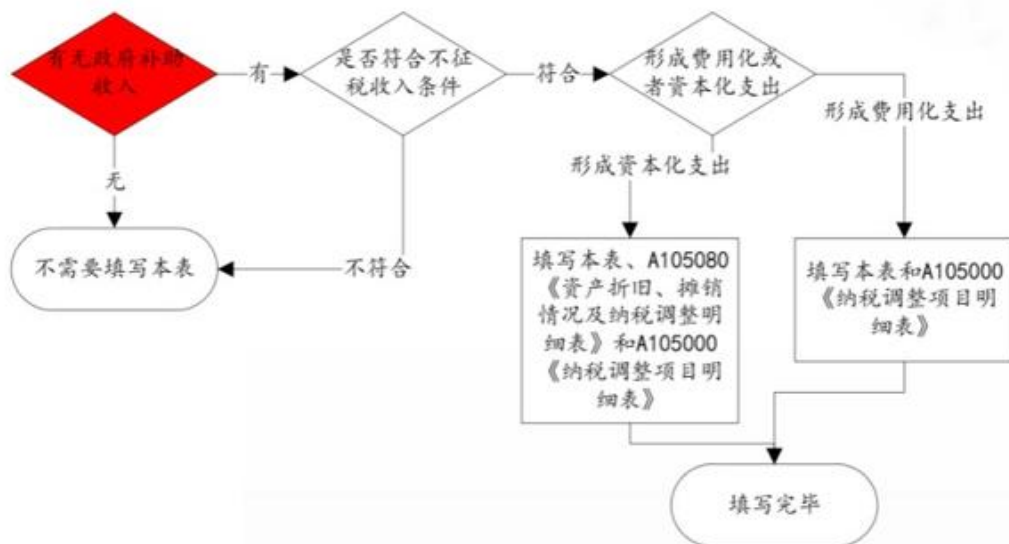 有无政府补助
收入
有
是否符合不征
税收入条件
符合
形成费用化或
者资本化支出
形成费用化支出
形成资本化支出
无
不需要填写本表
不符合
填写本表、A105080
《资产折旧、摊销
情况及纳税调整明
细表》和A105000
《纳税调整项目明
细表》
填写本表和A105000
《纳税调整项目明
细表》
填写完毕